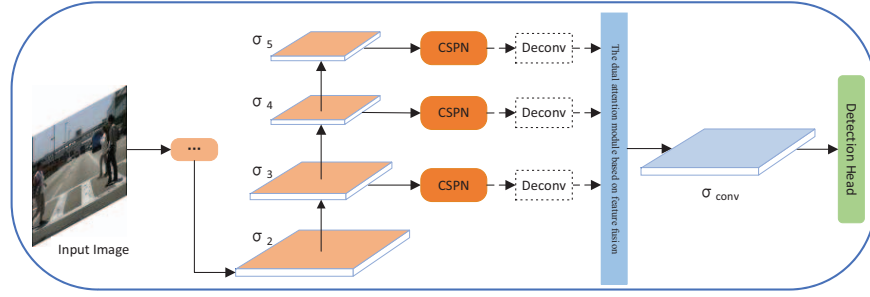 σ 5
CSPN
Deconv
σ 4
CSPN
Deconv
...
σ 3
CSPN
Deconv
σ 2
Input Image
The dual attention module based on feature fusion
σ conv
Detection Head